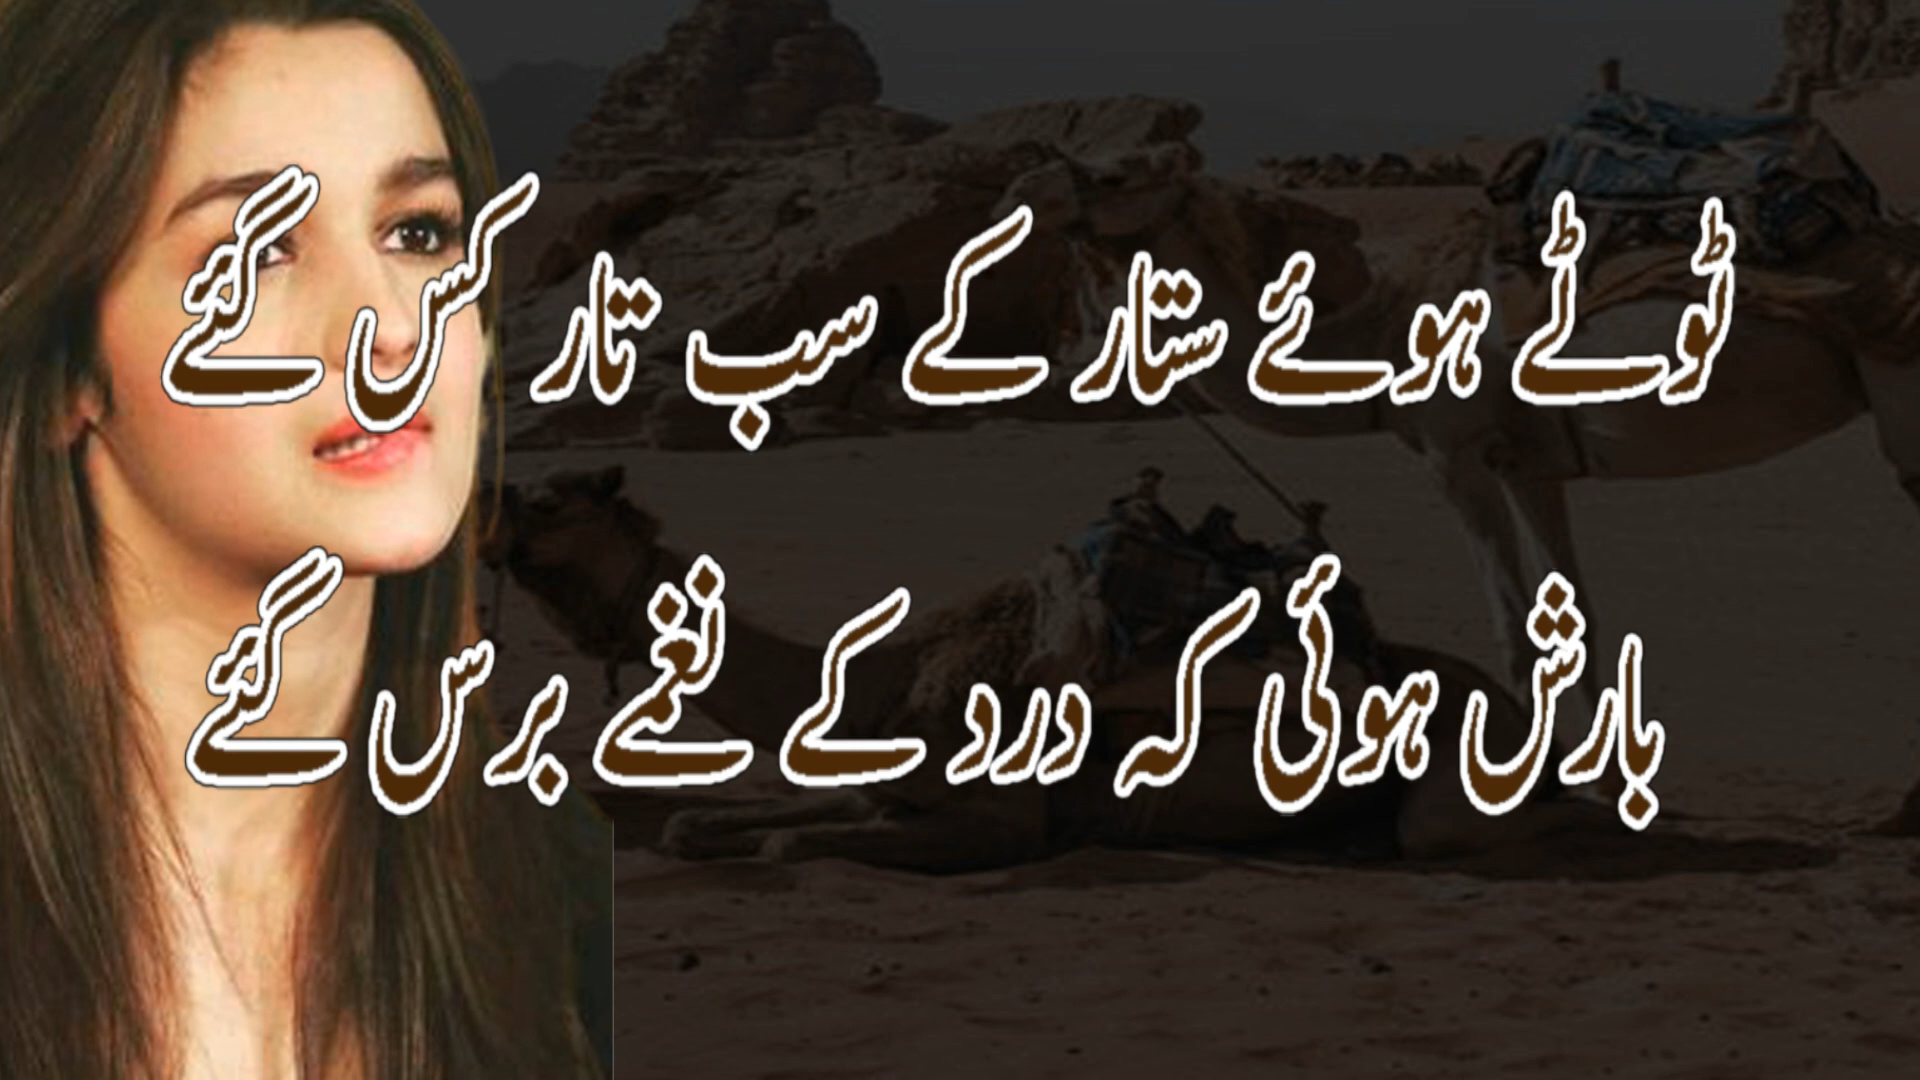 ٹوٹے ہوئے ستار کے سب تار کس گئے
بارش ہوئی کہ درد کے نغمے برس گئے